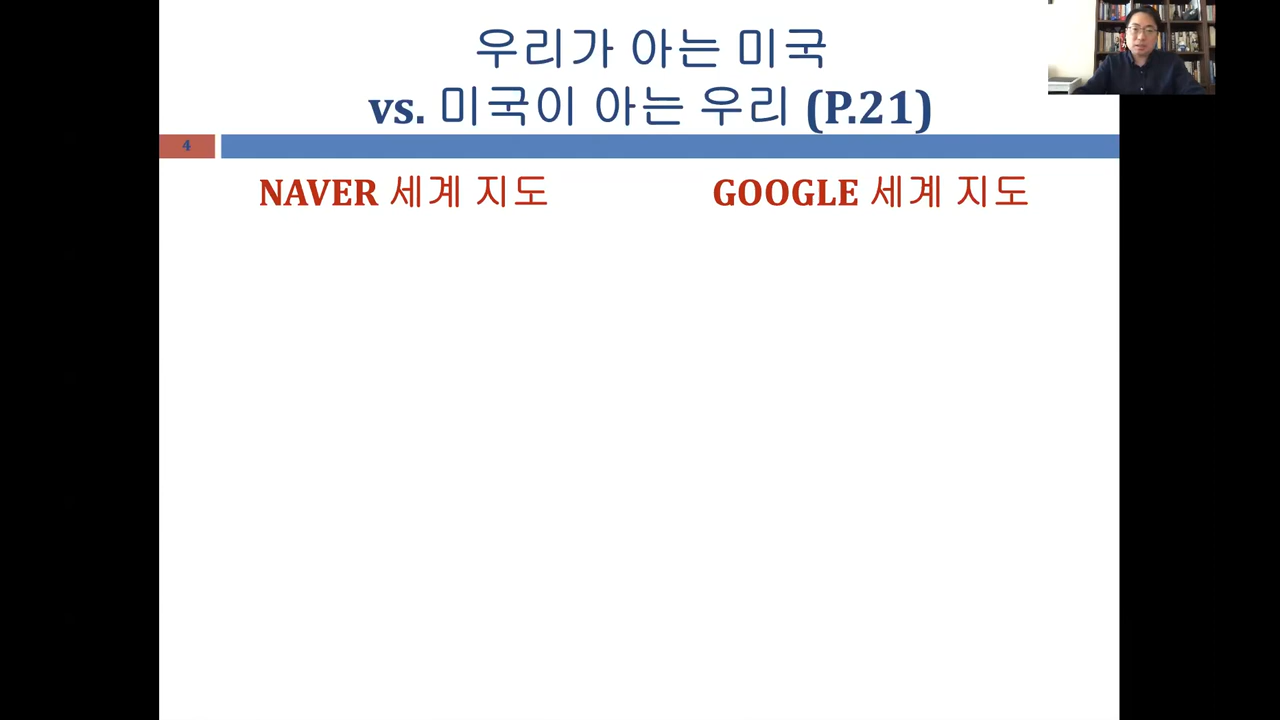 우리가 아는 미국
vs. 미국이 아는 우리 (P.21)
4
NAVER 세계 지도
GOOGLE 세계 지도